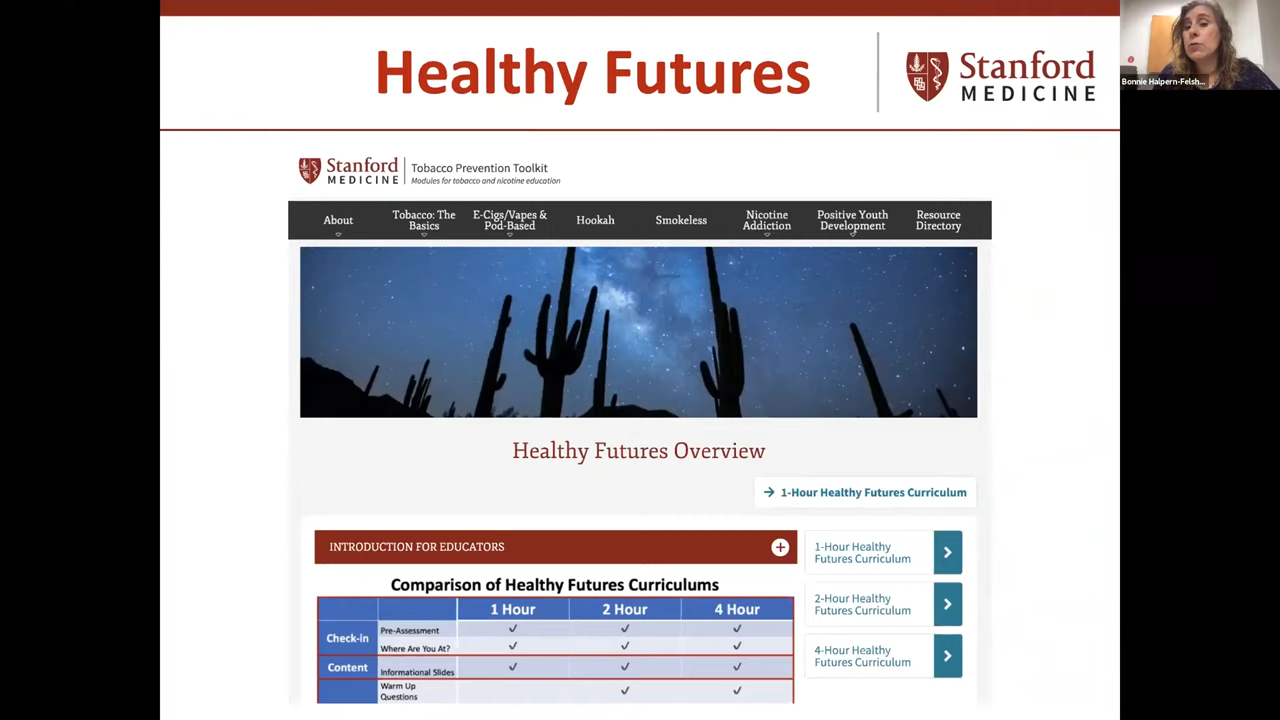 Healthy Futures
Stanford
MEDICINE
Bonnie Halpern-Felsh...
Stanford
MEDICINE
Tobacco Prevention Toolkit
Modules for tobacco and nicotine education
About
Tobacco: The
Basics
E-Cigs/Vapes &
Pod-Based
Hookah
Smokeless
Nicotine
Addiction
Positive Youth
Development
Resource
Directory
Healthy Futures Overview
1-Hour Healthy Futures Curriculum
INTRODUCTION FOR EDUCATORS
Comparison of Healthy Futures Curriculums
1 Hour 2 Hour 4 Hour
Check-in
Pre-Assessment ✓ ✓ ✓
Where Are You At? ✓ ✓ ✓
Content
Informational Slides ✓ ✓ ✓
Warm Up
Questions ✓ ✓
1-Hour Healthy
Futures Curriculum
2-Hour Healthy
Futures Curriculum
4-Hour Healthy
Futures Curriculum